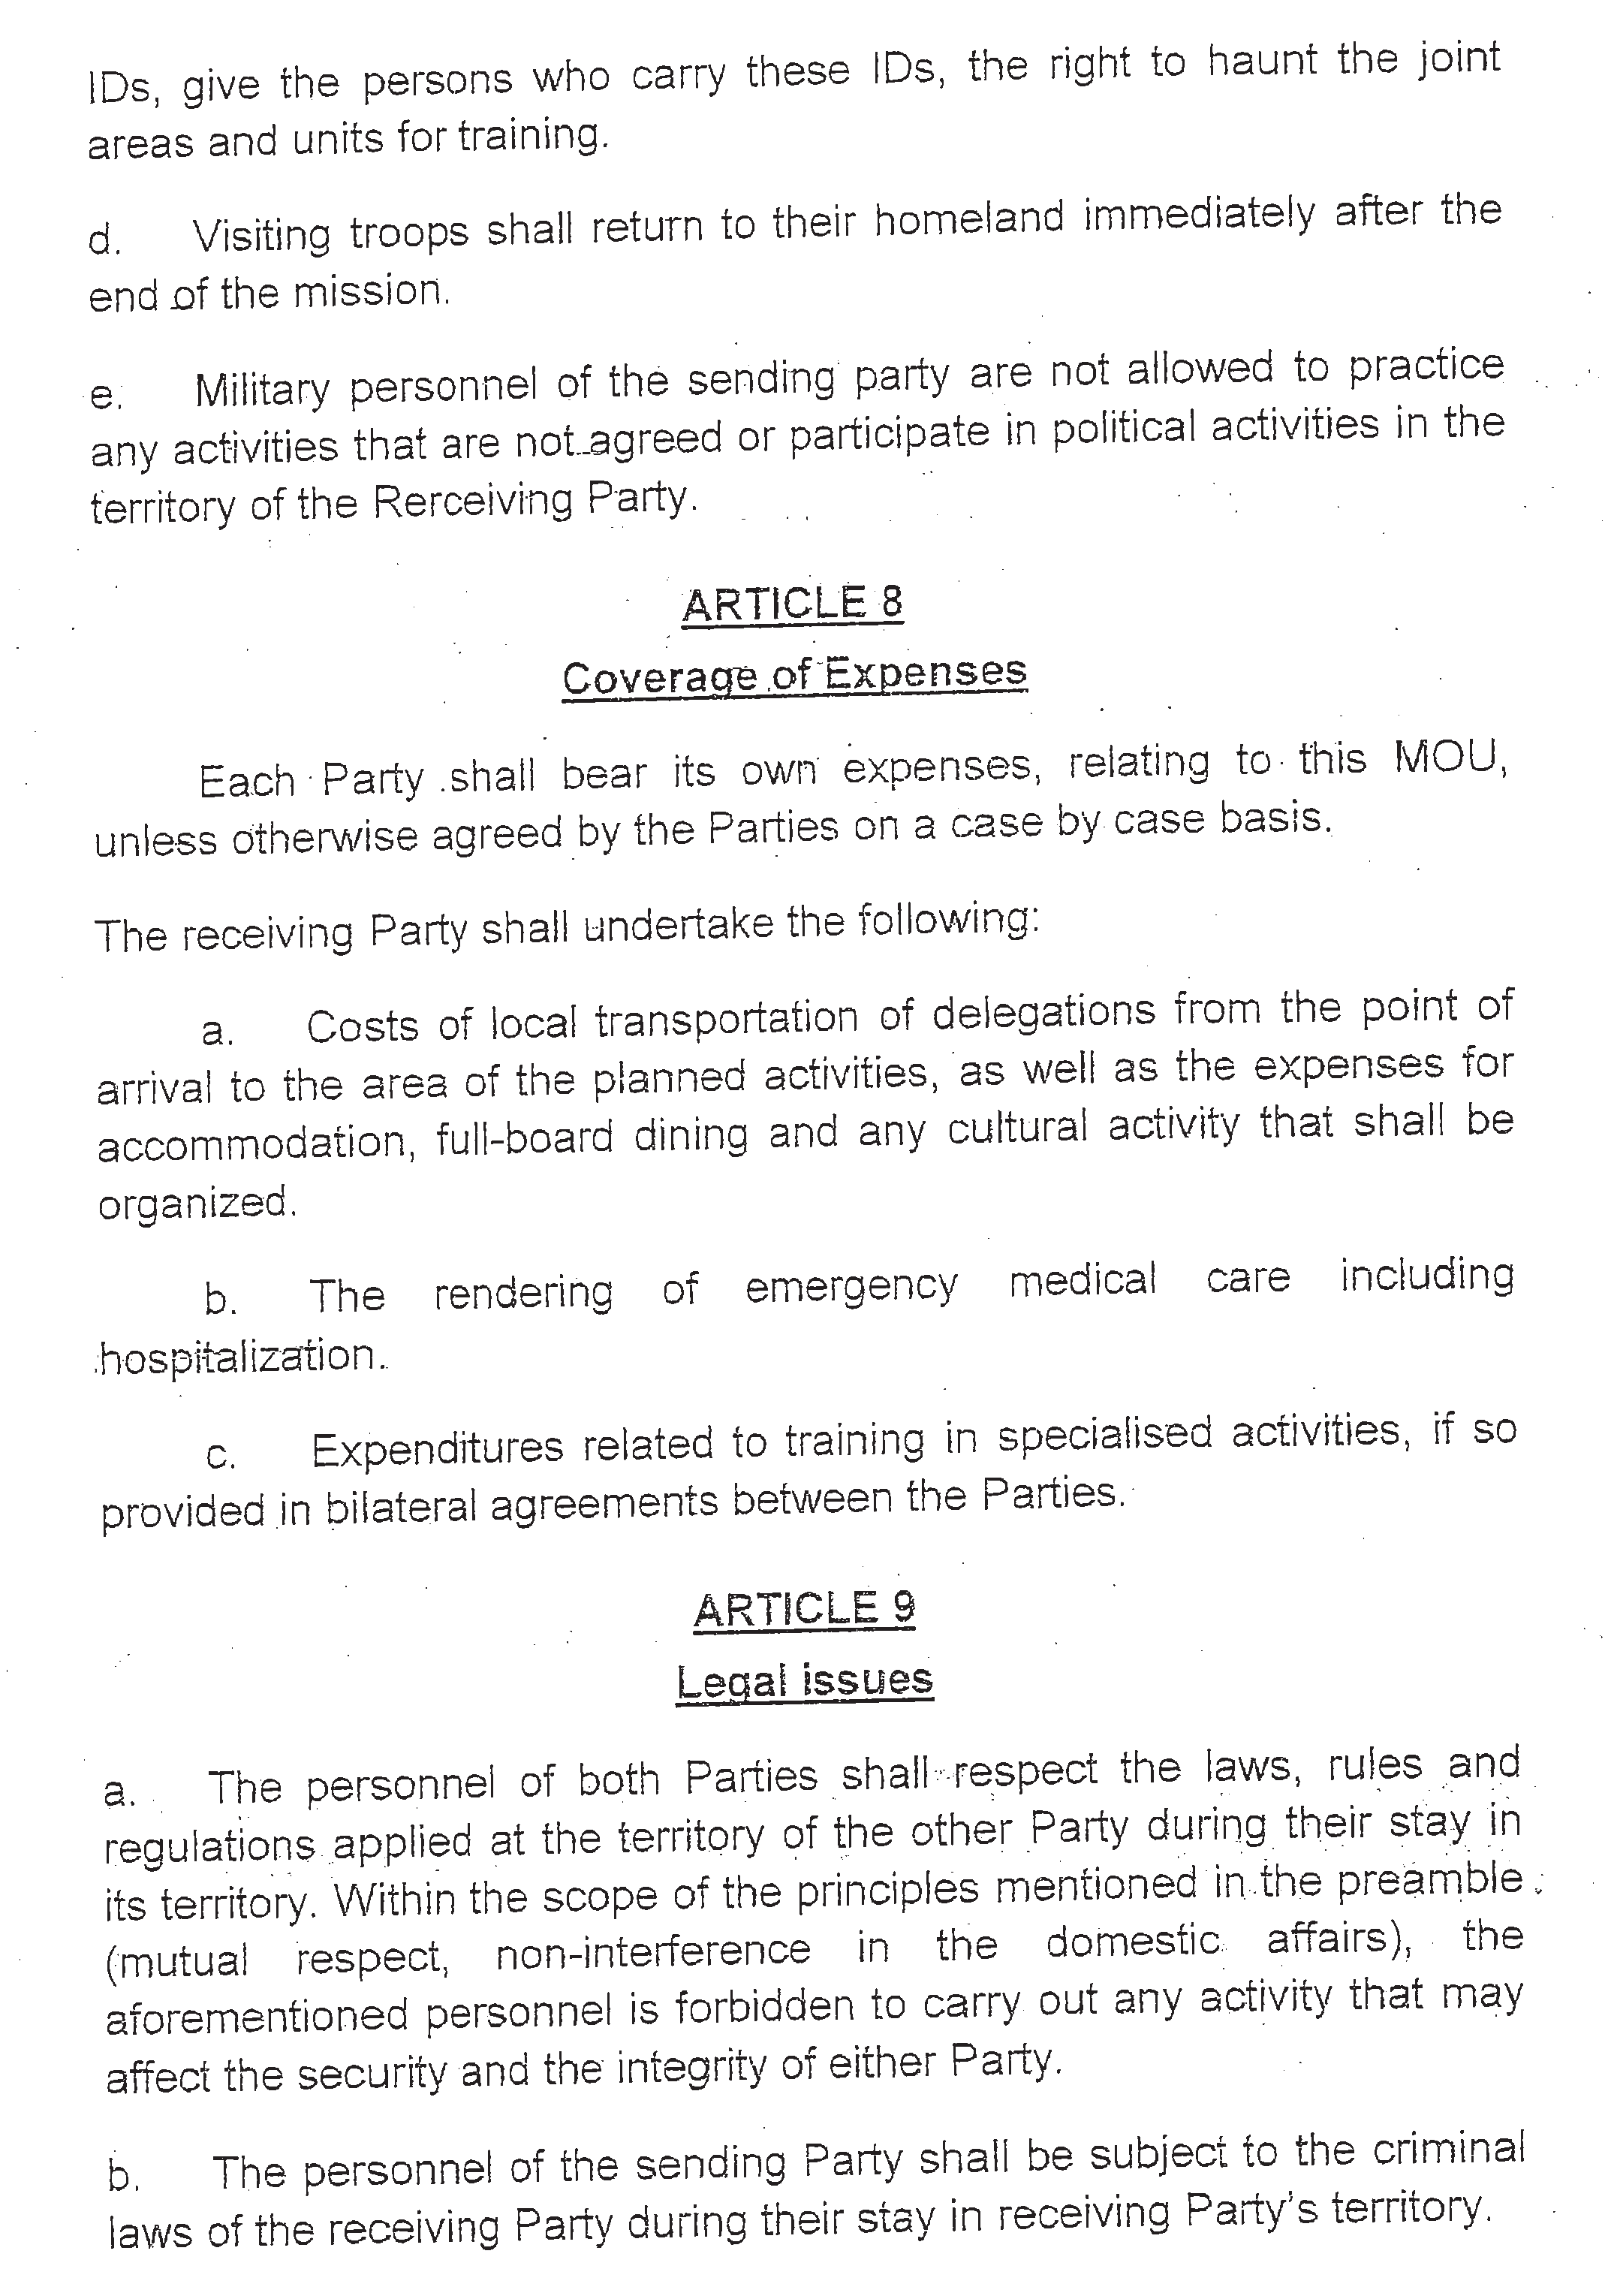 IDs, give the persons who carry these IDs, the right to haunt the joint
areas and units for training.
d. Visiting troops shall return to their homeland immediately after the
end of the mission.
e. Military personnel of the sending party are not allowed to practice
any activities that are not agreed or participate in political activities in the
territory of the Rerceiving Party.
ARTICLE 8
Coverage of Expenses
Each Party shall bear its own expenses, relating to this MOU,
unless otherwise agreed by the Parties on a case by case basis.
The receiving Party shall undertake the following:
a. Costs of local transportation of delegations from the point of
arrival to the area of the planned activities, as well as the expenses for
accommodation, full-board dining and any cultural activity that shall be
organized.
b. The rendering of emergency medical care including
hospitalization.
c. Expenditures related to training in specialised activities, if so
provided in bilateral agreements between the Parties.
ARTICLE 9
Legal issues
a. The personnel of both Parties shall respect the laws, rules and
regulations applied at the territory of the other Party during their stay in
its territory. Within the scope of the principles mentioned in the preamble
(mutual respect, non-interference in the domestic affairs), the
aforementioned personnel is forbidden to carry out any activity that may
affect the security and the integrity of either Party.
b. The personnel of the sending Party shall be subject to the criminal
laws of the receiving Party during their stay in receiving Party's territory.